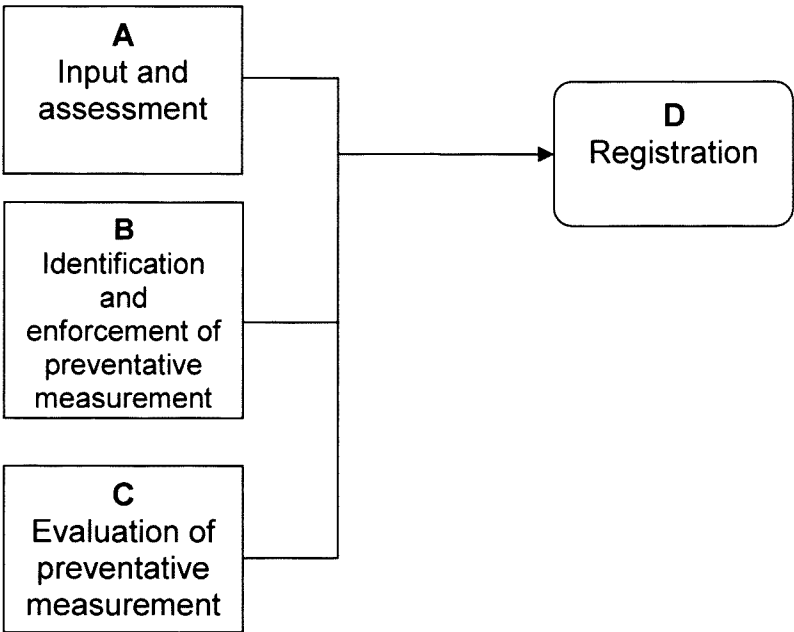 A
Input and
assessment
B
Identification
and
enforcement of
preventative
measurement
C
Evaluation of
preventative
measurement
D
Registration